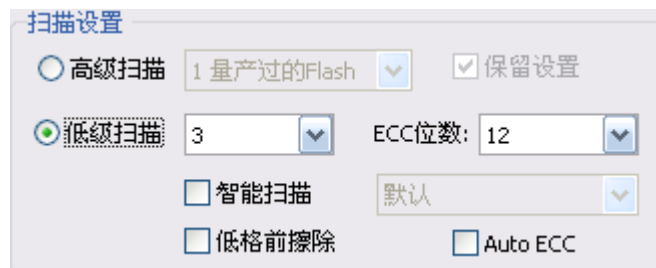 扫描设置
高级扫描 1 量产过的Flash 保留设置
低级扫描 3 ECC位数: 12
智能扫描 默认
低格前擦除 Auto ECC